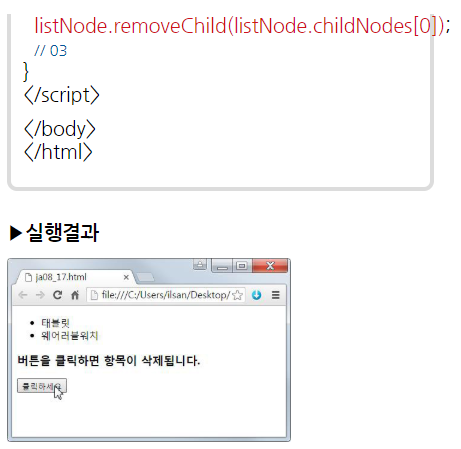 listNode.removeChild(listNode.childNodes[0]);
// 03
}
</script>
</body>
</html>
▶실행결과
ja08_17.html
file:///C:/Users/ilsan/Desktop/
• 태블릿
• 웨어러블워치
버튼을 클릭하면 항목이 삭제됩니다.
클릭하세요